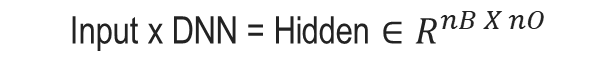 Input x DNN = Hidden ∈ R^{nB X nO}